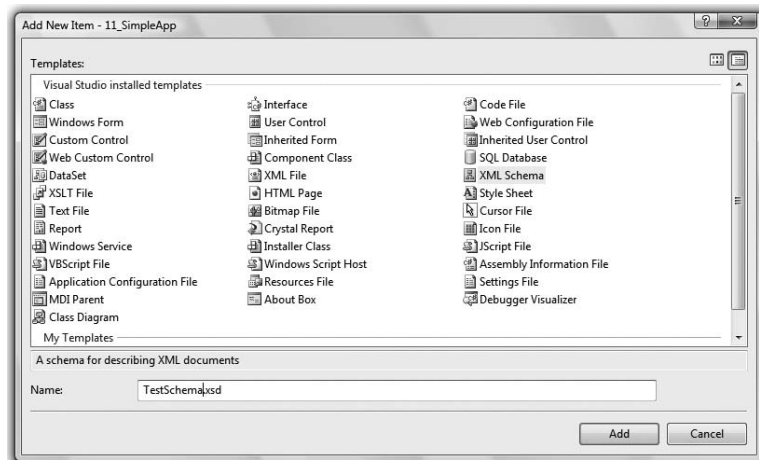 Add New Item - 11_SimpleApp
Templates:
Visual Studio installed templates
Class Interface Code File
Windows Form User Control Web Configuration File
Custom Control Inherited Form Inherited User Control
Web Custom Control Component Class SQL Database
DataSet XML File XML Schema
XSLT File HTML Page Style Sheet
Text File Bitmap File Cursor File
Report Crystal Report Icon File
Windows Service Installer Class JScript File
VBScript File Windows Script Host Assembly Information File
Application Configuration File Resources File Settings File
MDI Parent About Box Debugger Visualizer
Class Diagram
My Templates
A schema for describing XML documents
Name: TestSchema.xsd
Add Cancel